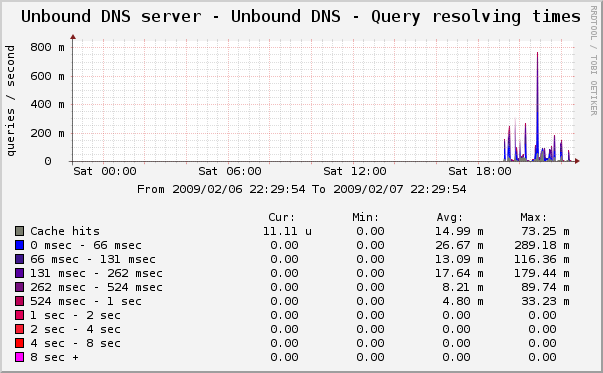 Unbound DNS server - Unbound DNS - Query resolving times
RRDTOOL / TOBI OETIKER
queries / second
800 m
600 m
400 m
200 m
0
Sat 00:00 Sat 06:00 Sat 12:00 Sat 18:00
From 2009/02/06 22:29:54 To 2009/02/07 22:29:54
Cur: Min: Avg: Max:
Cache hits 11.11 u 0.00 14.99 m 73.25 m
0 msec - 66 msec 0.00 0.00 26.67 m 289.18 m
66 msec - 131 msec 0.00 0.00 13.09 m 116.36 m
131 msec - 262 msec 0.00 0.00 17.64 m 179.44 m
262 msec - 524 msec 0.00 0.00 8.21 m 89.74 m
524 msec - 1 sec 0.00 0.00 4.80 m 33.23 m
1 sec - 2 sec 0.00 0.00 0.00 0.00
2 sec - 4 sec 0.00 0.00 0.00 0.00
4 sec - 8 sec 0.00 0.00 0.00 0.00
8 sec + 0.00 0.00 0.00 0.00